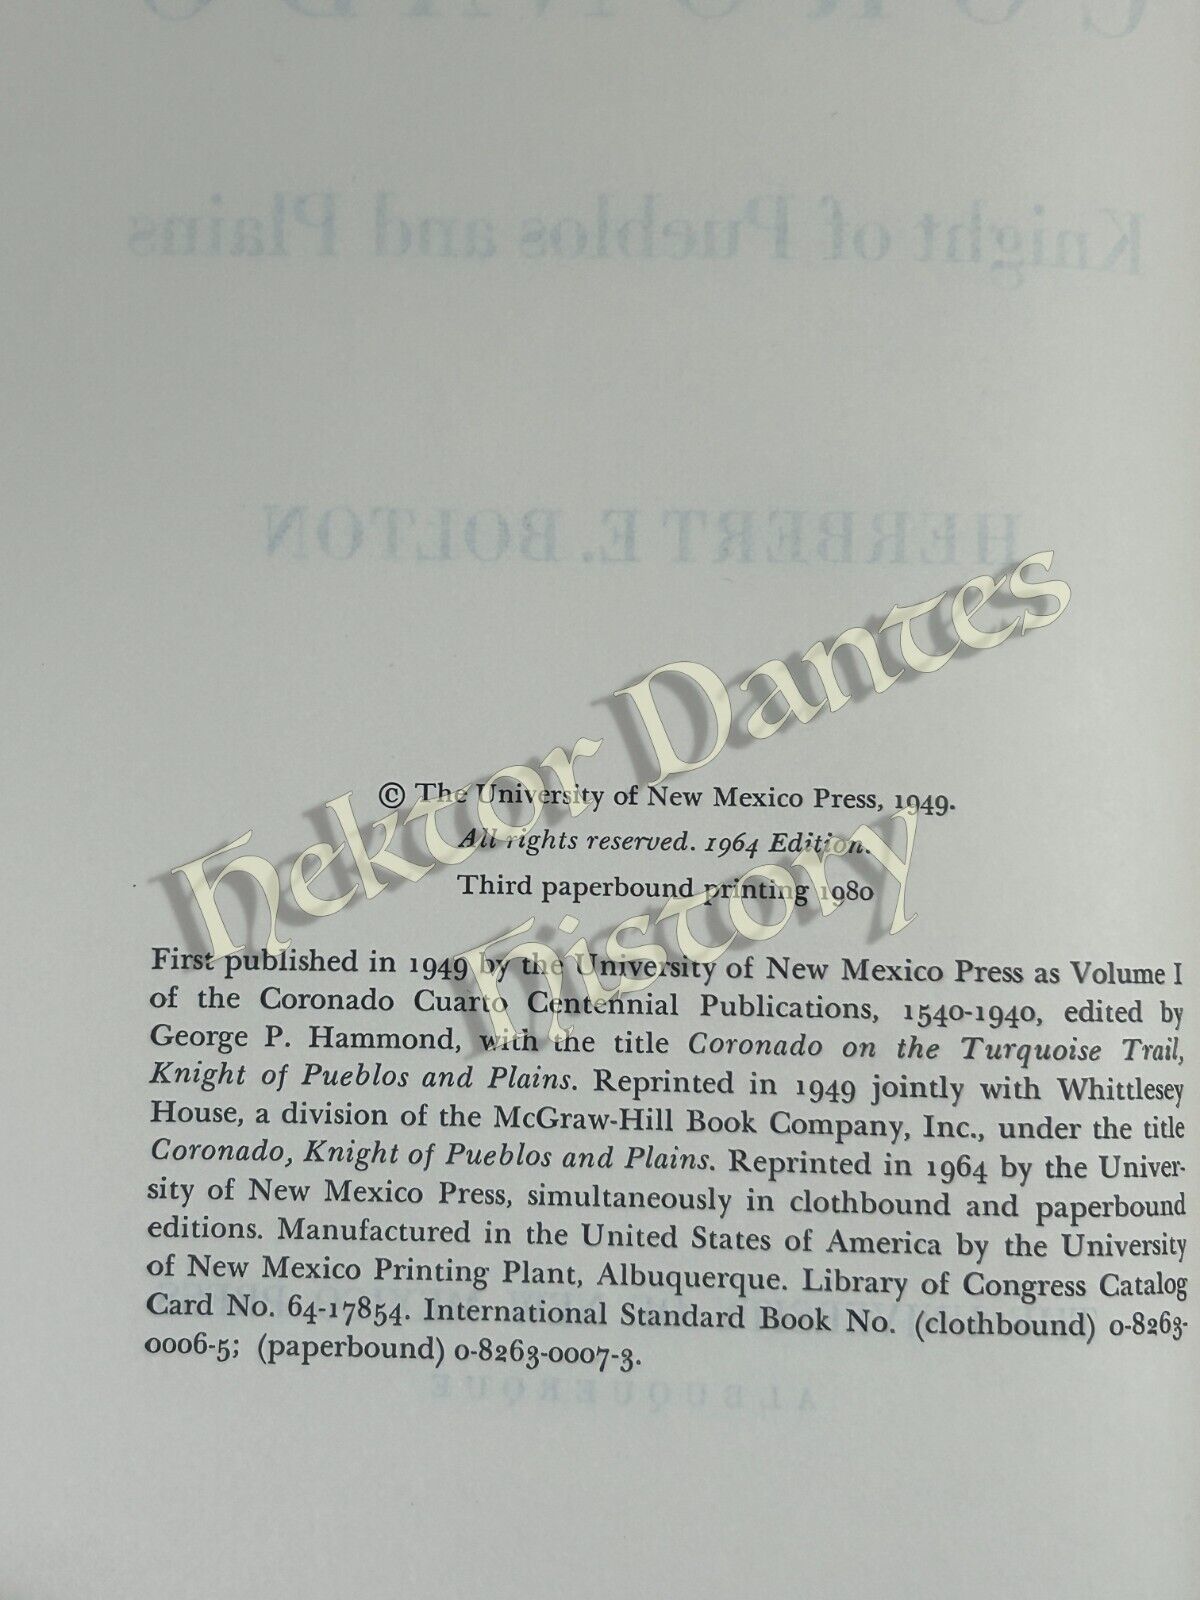 CORONADO
Knight of Pueblos and Plains
HERBERT E. BOLTON
Hektor Dantes
History
© The University of New Mexico Press, 1949.
All rights reserved. 1964 Edition.
Third paperbound printing 1980
First published in 1949 by the University of New Mexico Press as Volume I
of the Coronado Cuarto Centennial Publications, 1540-1940, edited by
George P. Hammond, with the title Coronado on the Turquoise Trail,
Knight of Pueblos and Plains. Reprinted in 1949 jointly with Whittlesey
House, a division of the McGraw-Hill Book Company, Inc., under the title
Coronado, Knight of Pueblos and Plains. Reprinted in 1964 by the Univer-
sity of New Mexico Press, simultaneously in clothbound and paperbound
editions. Manufactured in the United States of America by the University
of New Mexico Printing Plant, Albuquerque. Library of Congress Catalog
Card No. 64-17854. International Standard Book No. (clothbound) 0-8263-
0006-5; (paperbound) 0-8263-0007-3.
ALBUQUERQUE